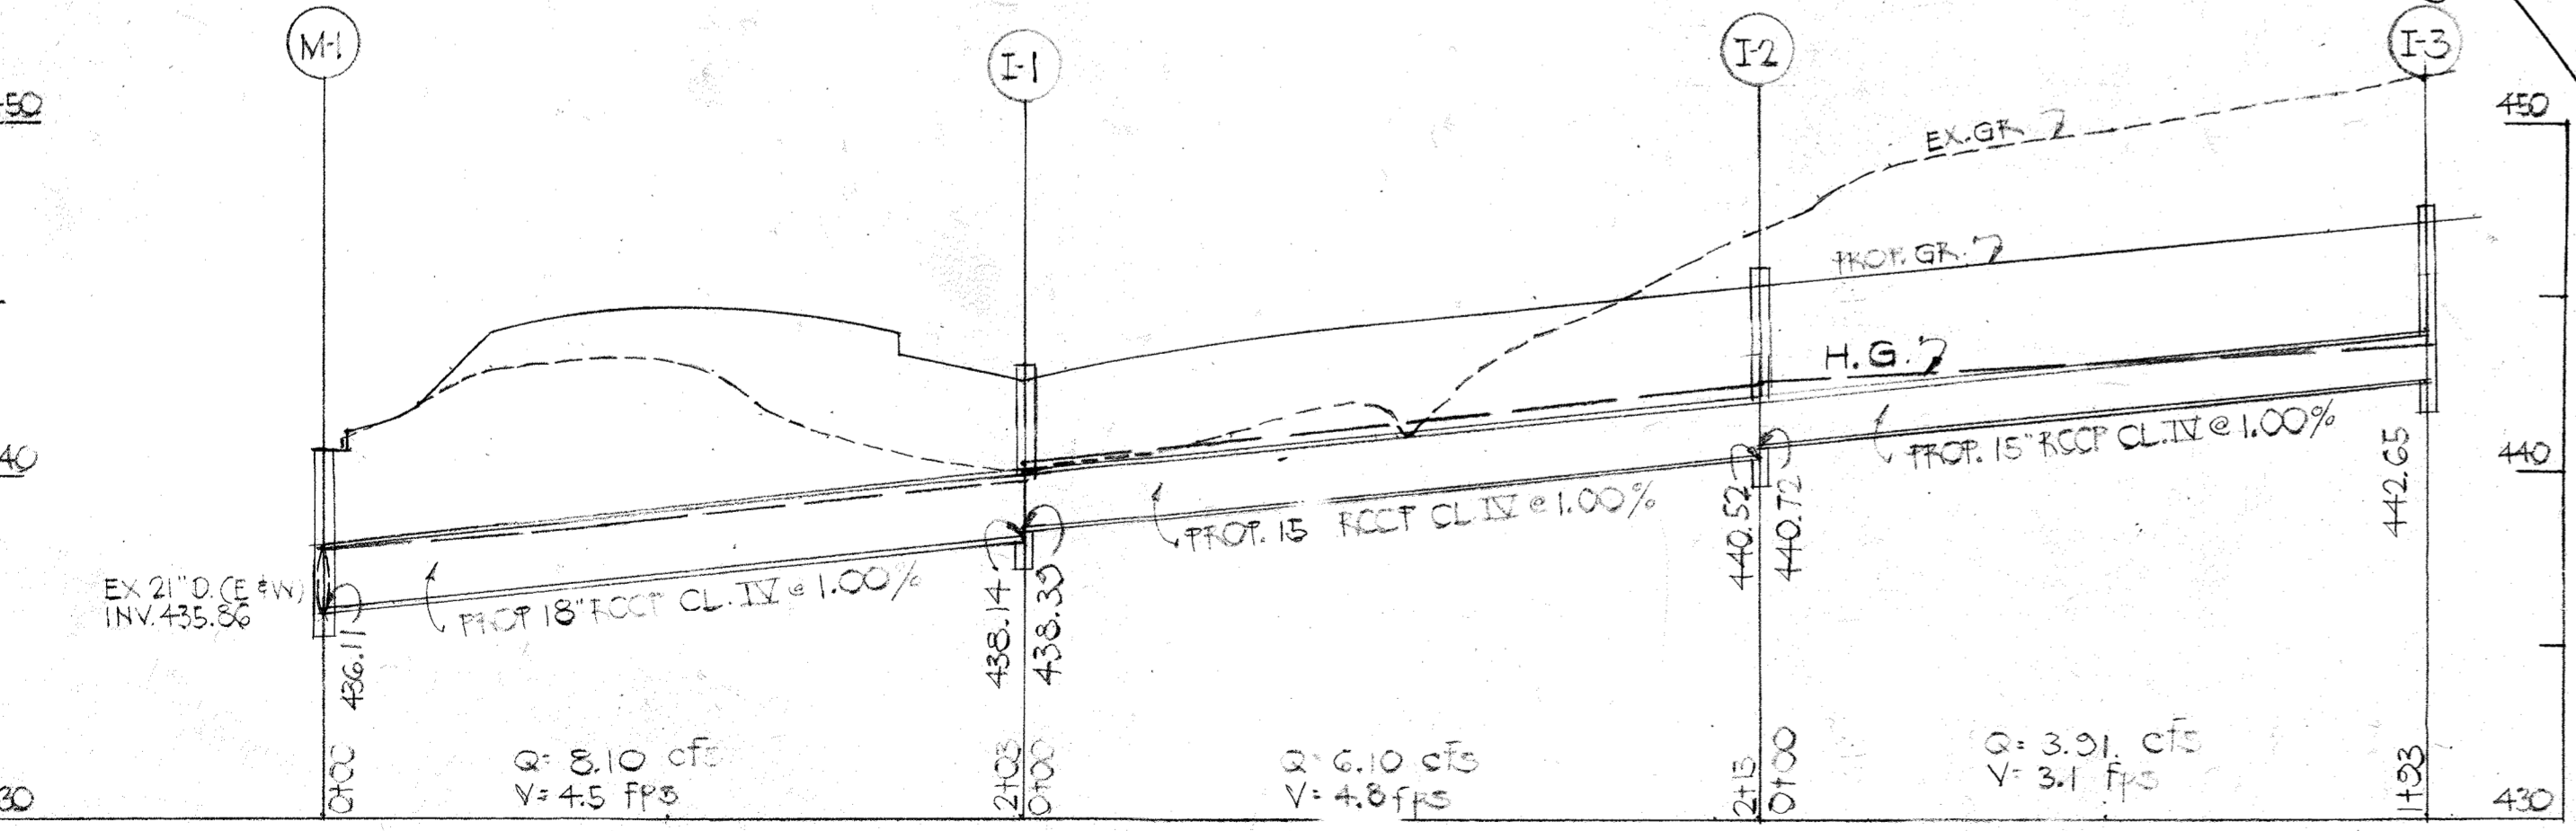 M-1
I-1
I-2
I-3
50
450
EX. GR.
PROP. GR.
H.G.
40
440
EX 21" D. (E & W)
INV. 435.86
436.11
PROP 18" RCCP CL. IV @ 1.00%
438.14
438.39
PROP. 15 RCCP CL. IV @ 1.00%
440.52
440.72
PROP. 15" RCCP CL. IV @ 1.00%
442.65
0+00
Q= 8.10 cfs
V= 4.5 fps
2+03
0+00
Q= 6.10 cfs
V= 4.8 fps
2+13
0+00
Q= 3.91. cfs
V= 3.1 fps
1+93
30
430